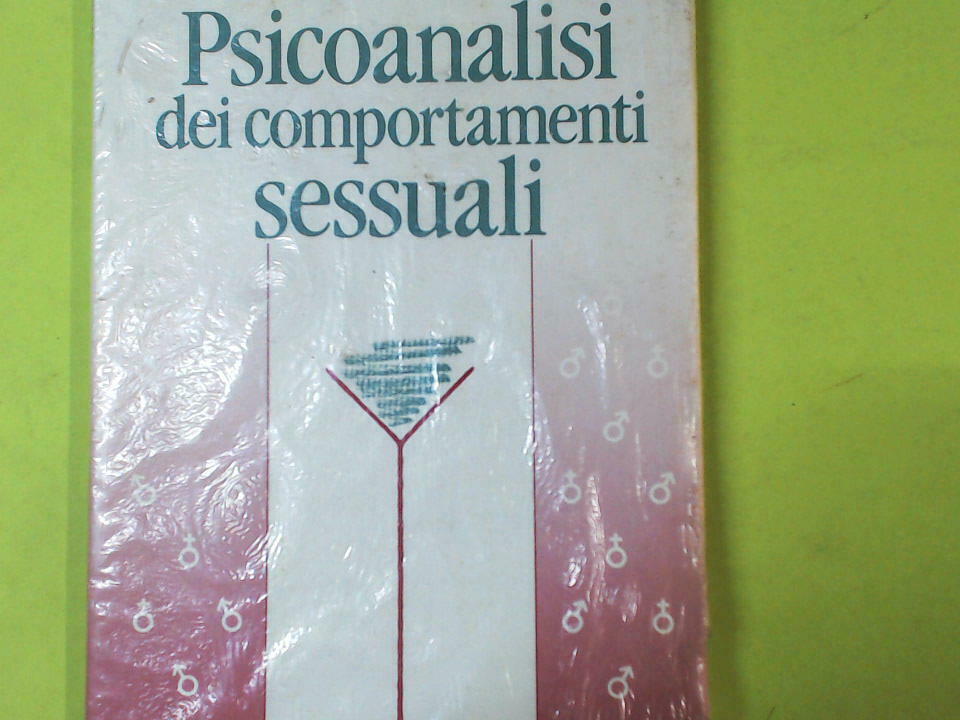 Psicoanalisi
dei comportamenti
sessuali